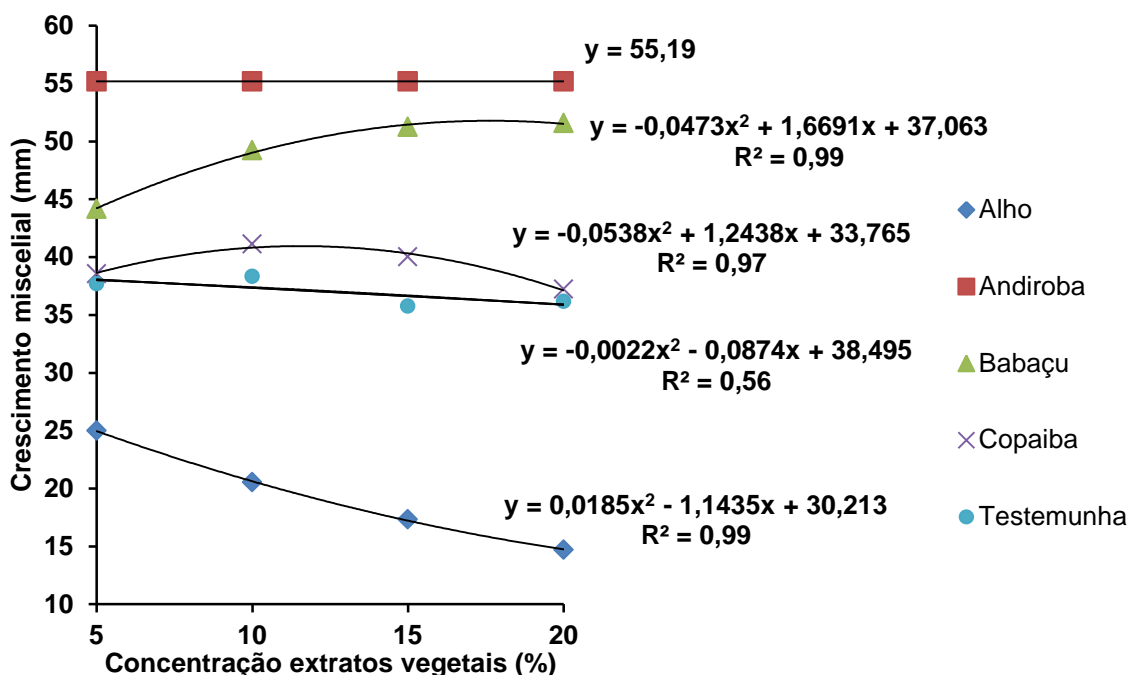 60
55
50
45
40
35
30
25
20
15
10
Crescimento miscelial (mm)
y = 55,19
y = -0,0473x² + 1,6691x + 37,063
R² = 0,99
y = -0,0538x² + 1,2438x + 33,765
R² = 0,97
y = -0,0022x² - 0,0874x + 38,495
R² = 0,56
y = 0,0185x² - 1,1435x + 30,213
R² = 0,99
Alho
Andiroba
Babaçu
Copaiba
Testemunha
5 10 15 20
Concentração extratos vegetais (%)